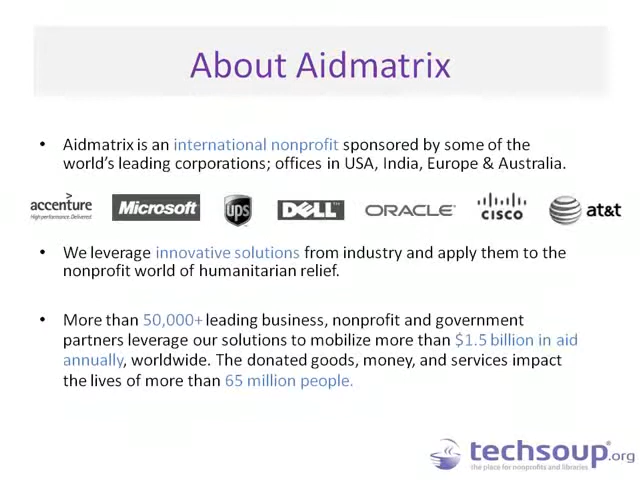 About Aidmatrix
• Aidmatrix is an international nonprofit sponsored by some of the
world's leading corporations; offices in USA, India, Europe & Australia.
accenture
High performance. Delivered.
Microsoft
ups
DELL™
ORACLE
CISCO
at&t
• We leverage innovative solutions from industry and apply them to the
nonprofit world of humanitarian relief.
• More than 50,000+ leading business, nonprofit and government
partners leverage our solutions to mobilize more than $1.5 billion in aid
annually, worldwide. The donated goods, money, and services impact
the lives of more than 65 million people.
techsoup®.org
the place for nonprofits and libraries